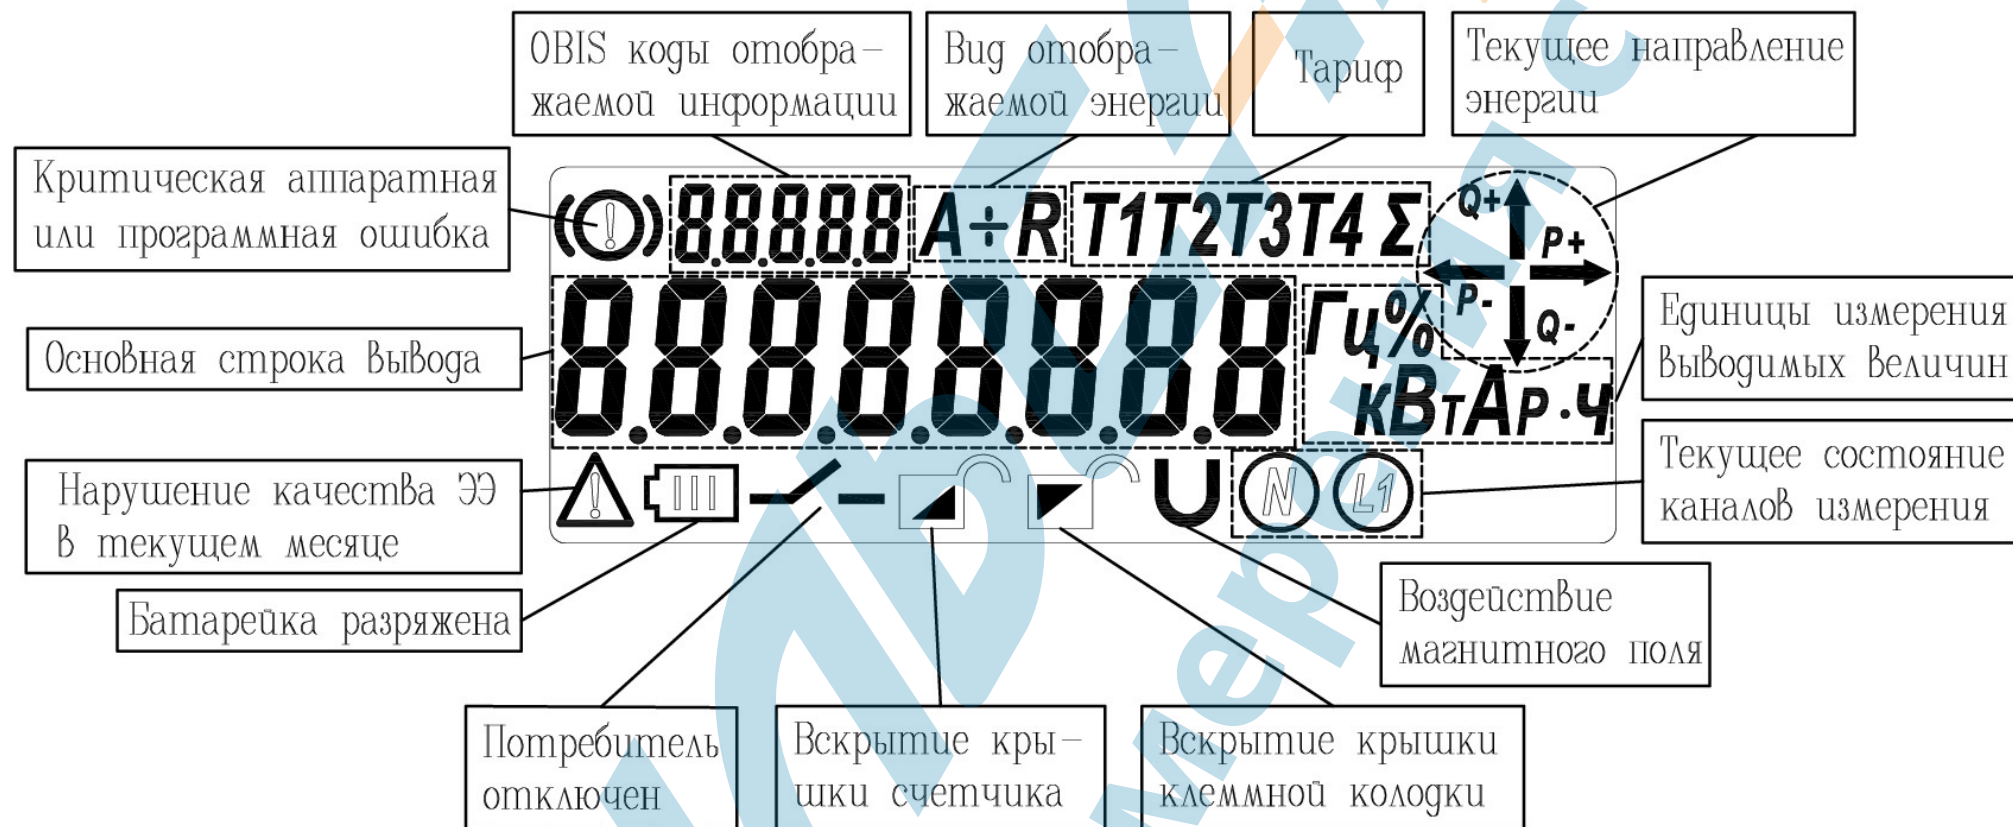 OBIS коды отобра-
жаемой информации
Вид отобра-
жаемой энергии
Тариф
Текущее направление
энергии
Критическая аппаратная
или программная ошибка
8.8.8.8.8 A÷R T1T2T3T4 Σ
Q+
P+
P-
Q-
Основная строка вывода
8.8.8.8.8.8.8.8
Гц%
кВтАр·ч
Единицы измерения
выводимых величин
Нарушение качества ЭЭ
в текущем месяце
N L1
Текущее состояние
каналов измерения
Батарейка разряжена
Воздействие
магнитного поля
Потребитель
отключен
Вскрытие кры-
шки счетчика
Вскрытие крышки
клеммной колодки